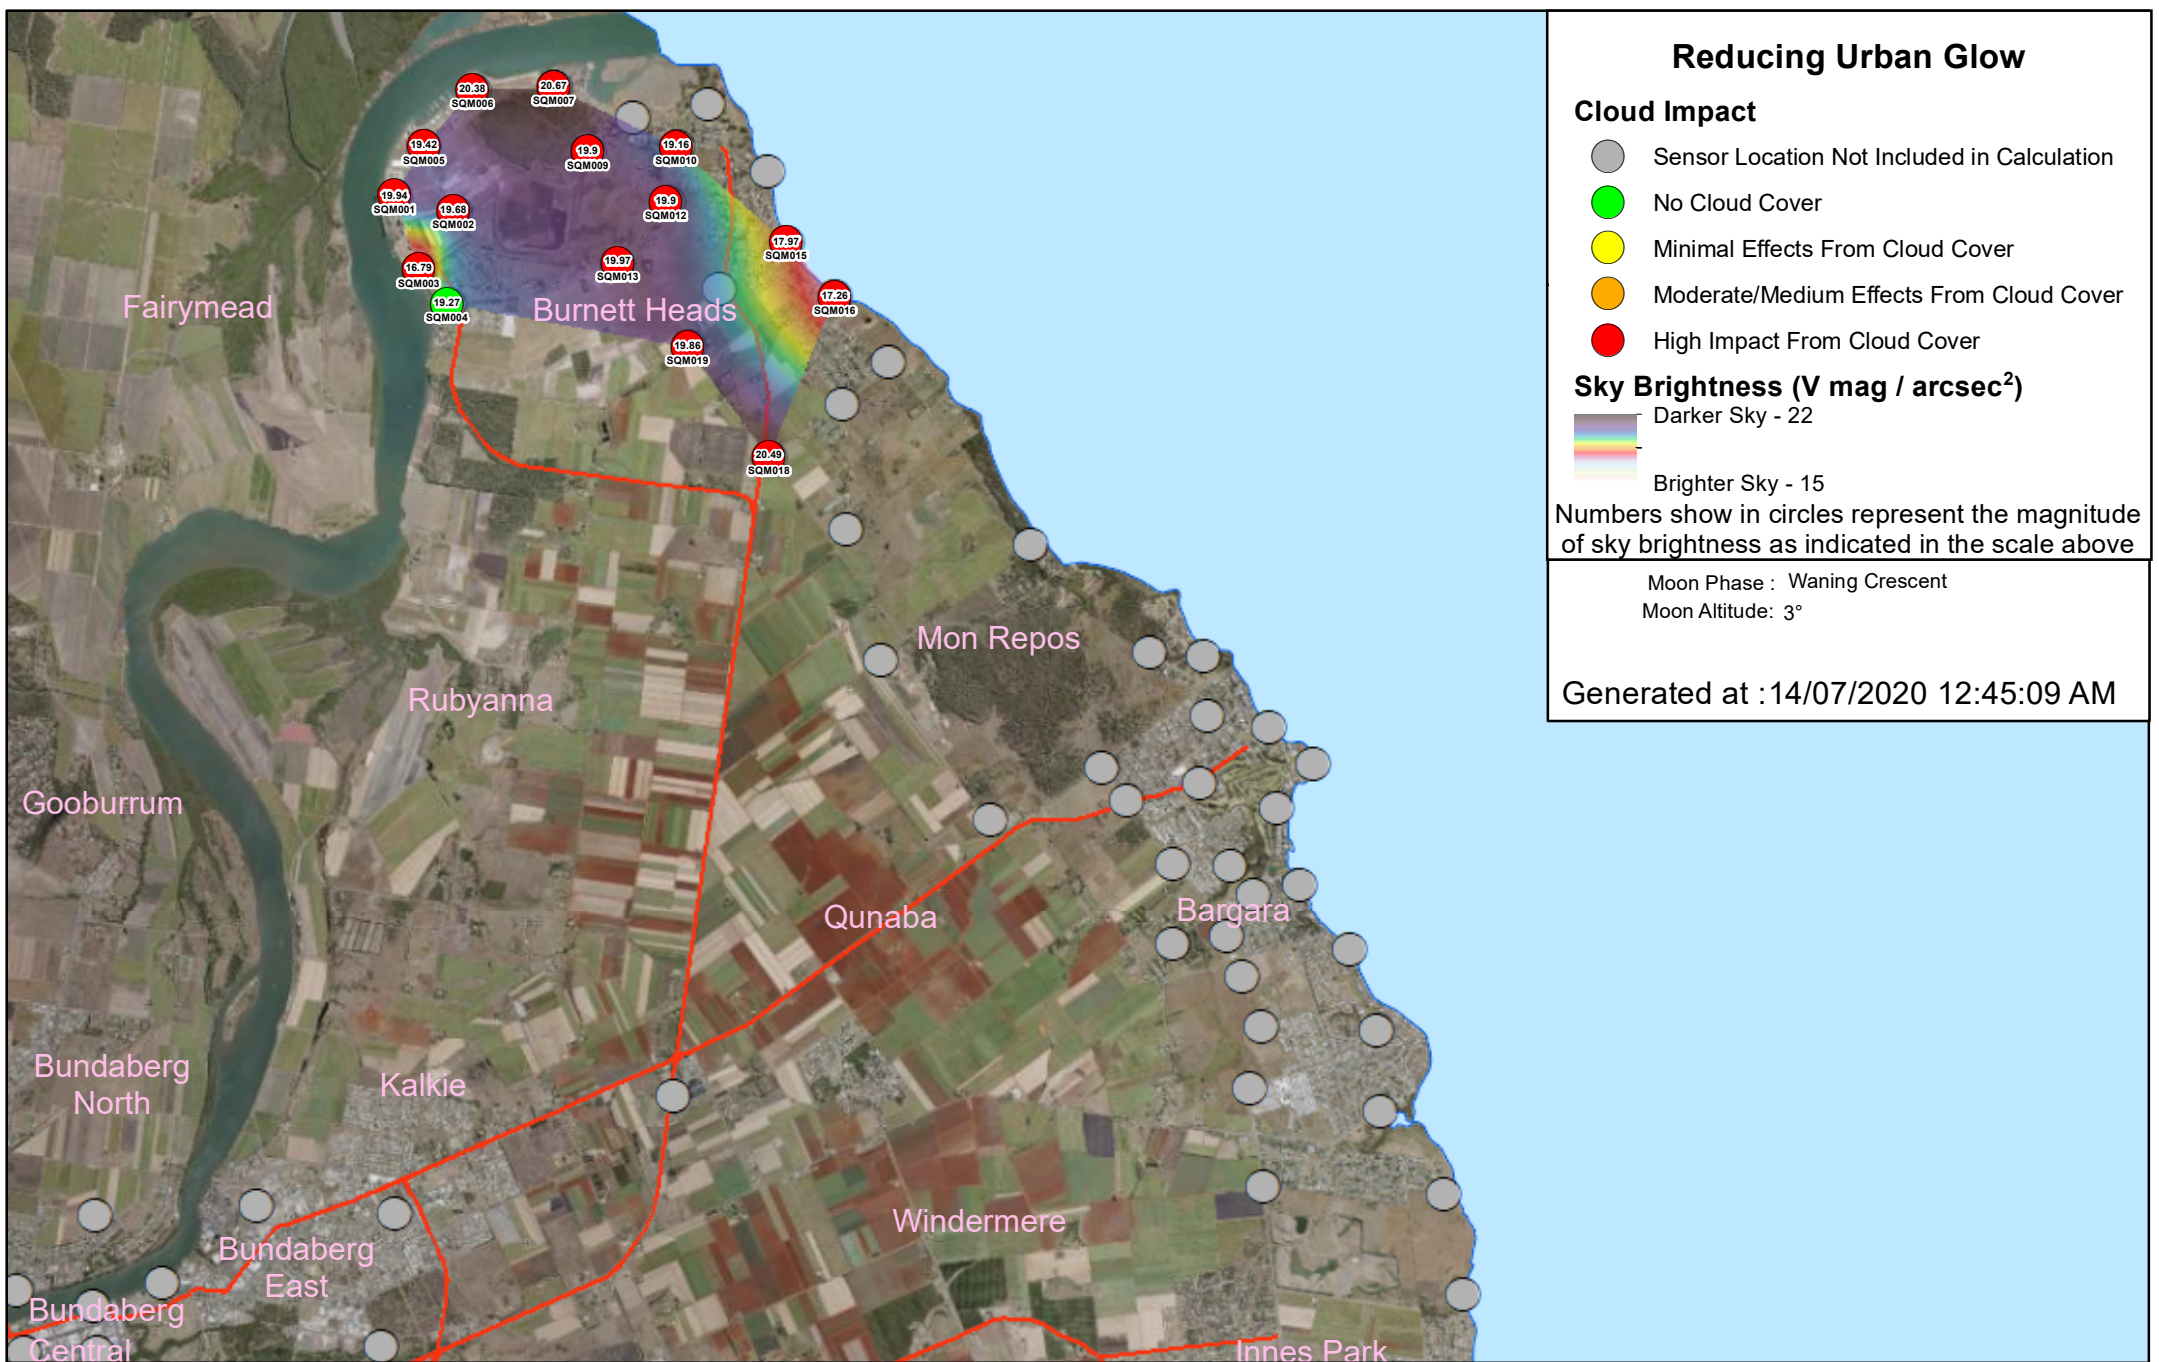 Reducing Urban Glow
Cloud Impact
Sensor Location Not Included in Calculation
No Cloud Cover
Minimal Effects From Cloud Cover
Moderate/Medium Effects From Cloud Cover
High Impact From Cloud Cover
Sky Brightness (V mag / arcsec²)
Darker Sky - 22
Brighter Sky - 15
Numbers show in circles represent the magnitude
of sky brightness as indicated in the scale above
Moon Phase : Waning Crescent
Moon Altitude: 3°
Generated at :14/07/2020 12:45:09 AM
20.38
SQM006
20.67
SQM007
19.42
SQM005
19.9
SQM009
19.16
SQM010
19.94
SQM001
19.68
SQM002
19.9
SQM012
17.97
SQM015
16.79
SQM003
19.97
SQM013
19.27
SQM004
17.26
SQM016
19.86
SQM019
20.49
SQM018
Fairymead
Burnett Heads
Mon Repos
Rubyanna
Gooburrum
Qunaba
Bargara
Bundaberg
North
Kalkie
Windermere
Bundaberg
East
Bundaberg
Central
Innes Park